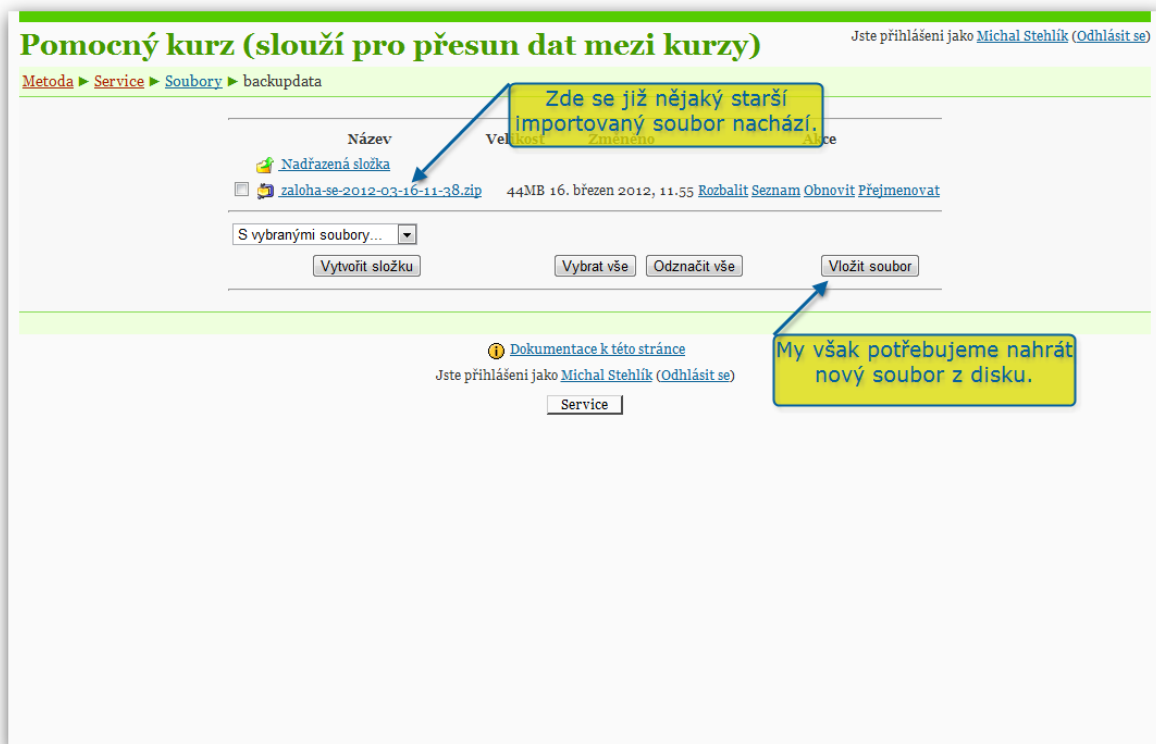 Pomocný kurz (slouží pro přesun dat mezi kurzy)
Jste přihlášeni jako Michal Stehlík (Odhlásit se)
Metoda ► Service ► Soubory ► backupdata
Zde se již nějaký starší
importovaný soubor nachází.
Název Velikost Změněno Akce
Nadřazená složka
zaloha-se-2012-03-16-11-38.zip 44MB 16. březen 2012, 11.55 Rozbalit Seznam Obnovit Přejmenovat
S vybranými soubory...
Vytvořit složku Vybrat vše Odznačit vše Vložit soubor
My však potřebujeme nahrát
nový soubor z disku.
Dokumentace k této stránce
Jste přihlášeni jako Michal Stehlík (Odhlásit se)
Service